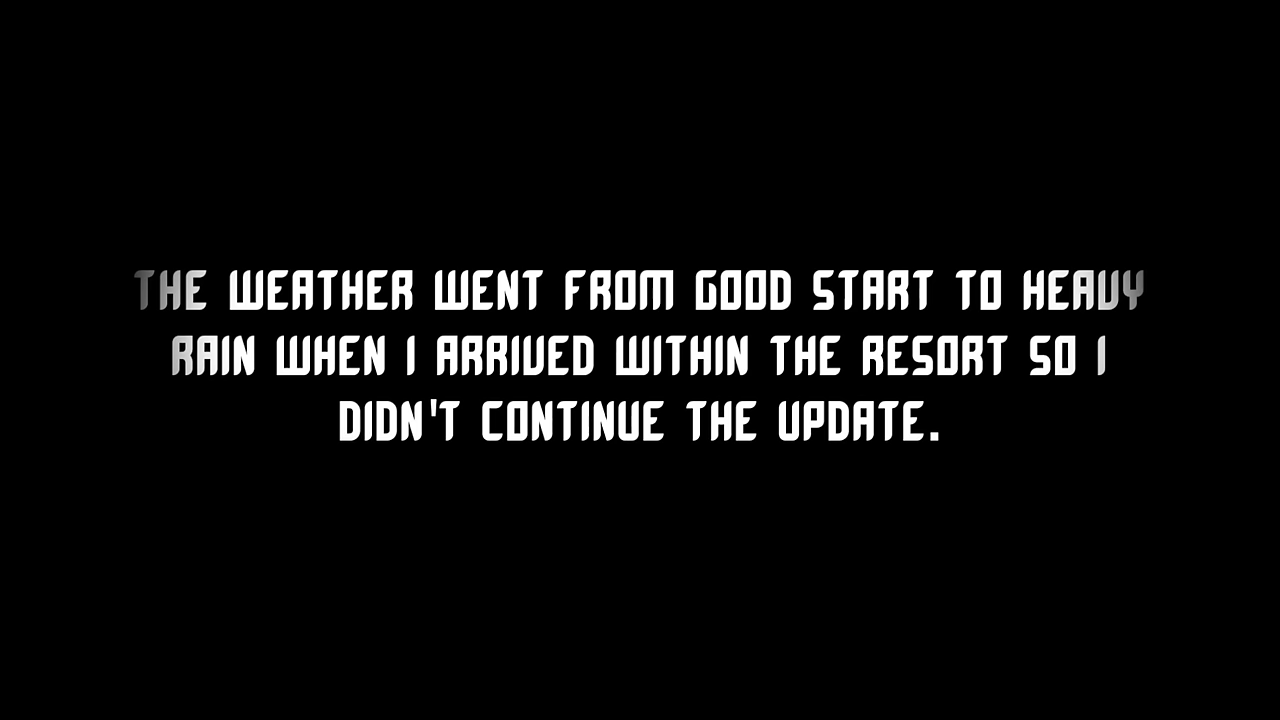 THE WEATHER WENT FROM GOOD START TO HEAVY
RAIN WHEN I ARRIVED WITHIN THE RESORT SO I
DIDN'T CONTINUE THE UPDATE.